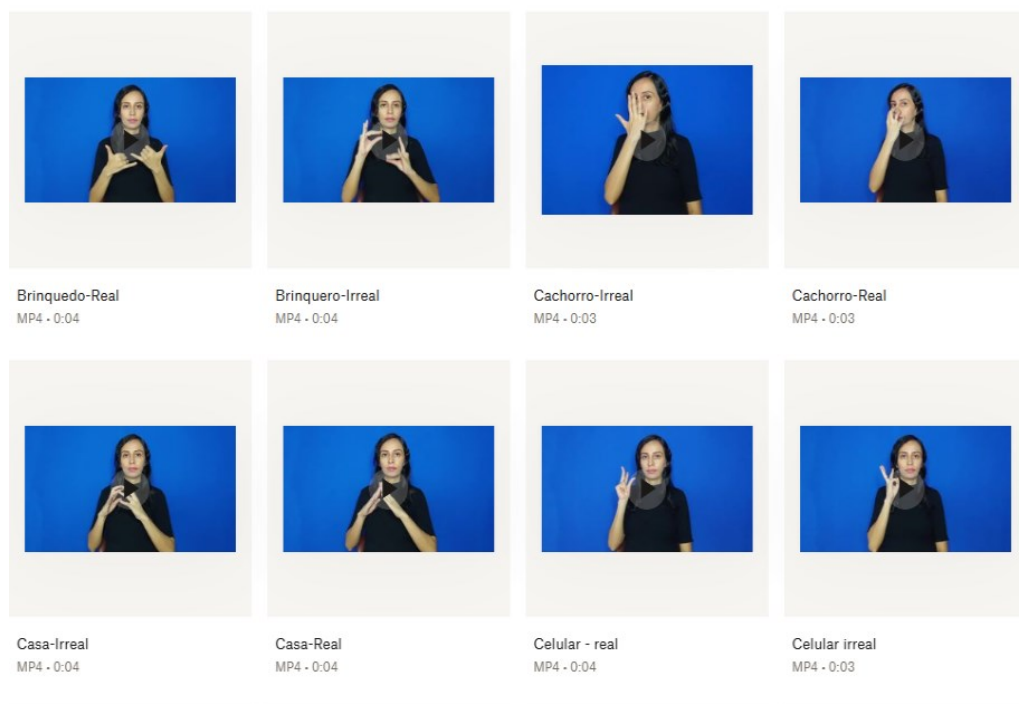 Brinquedo-Real
MP4 • 0:04
Brinquero-Irreal
MP4 • 0:04
Cachorro-Irreal
MP4 • 0:03
Cachorro-Real
MP4 • 0:03
Casa-Irreal
MP4 • 0:04
Casa-Real
MP4 • 0:04
Celular - real
MP4 • 0:04
Celular irreal
MP4 • 0:03